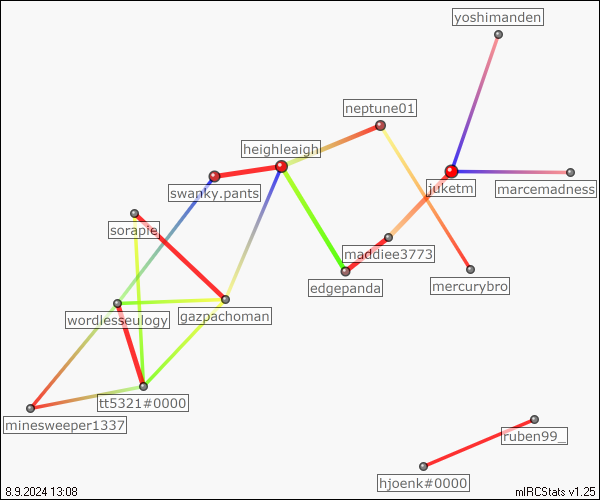 yoshimanden
neptune01
heighleaigh
juketm
marcemadness
swanky.pants
sorapie
maddiee3773
edgepanda
mercurybro
wordlesseulogy
gazpachoman
tt5321#0000
minesweeper1337
ruben99_
hjoenk#0000
8.9.2024 13:08
mIRCStats v1.25